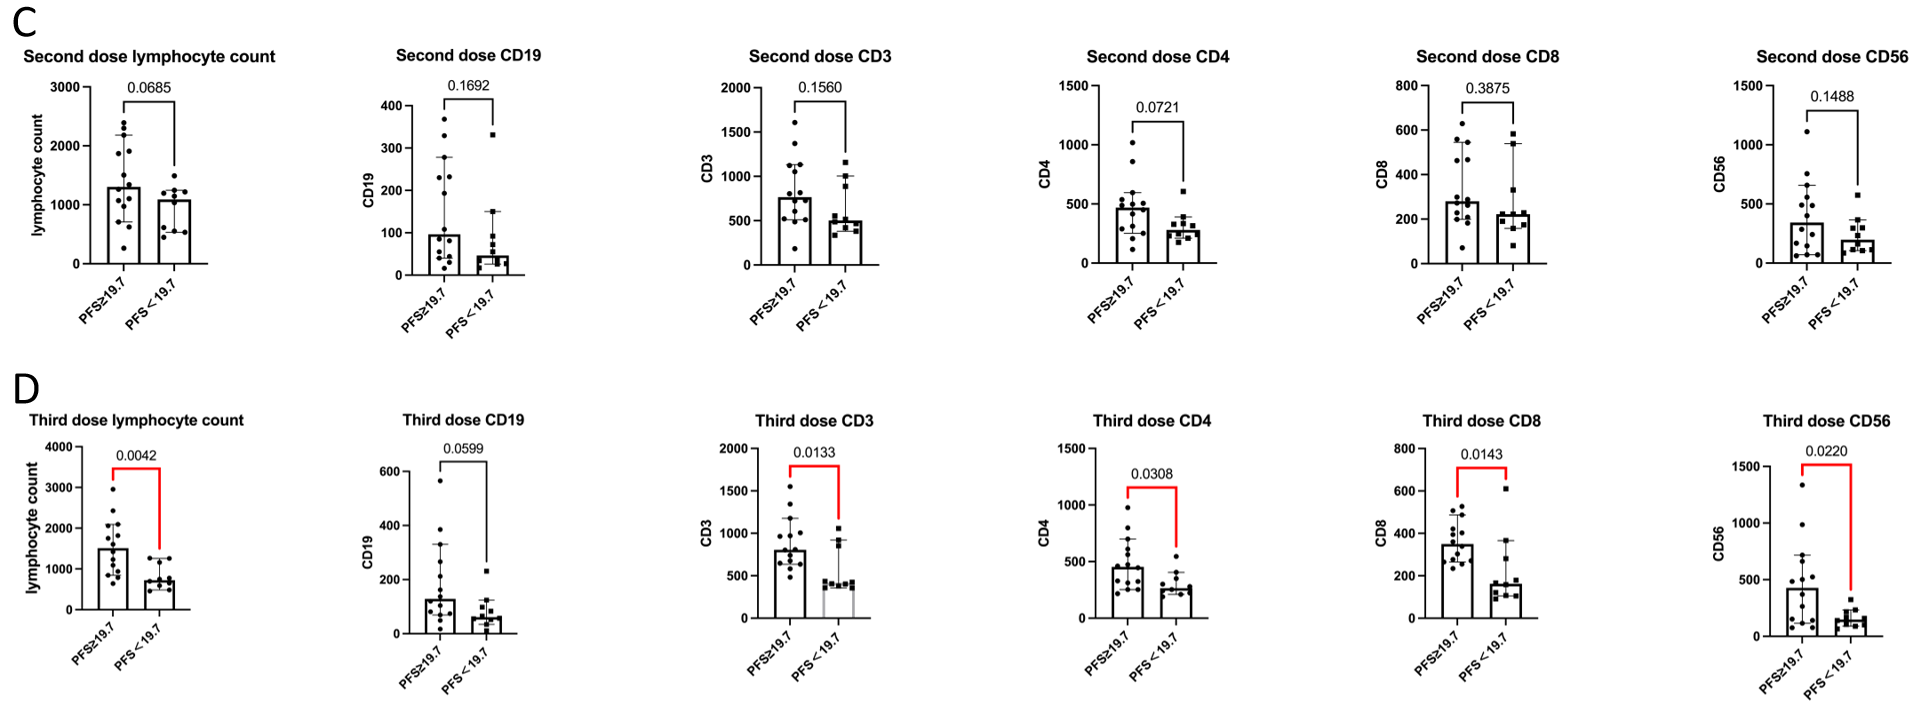 C
Second dose lymphocyte count
0.0685
lymphocyte count
3000
2000
1000
0
PFS≥19.7
PFS<19.7
Second dose CD19
0.1692
CD19
400
300
200
100
0
PFS≥19.7
PFS<19.7
Second dose CD3
0.1560
CD3
2000
1500
1000
500
0
PFS≥19.7
PFS<19.7
Second dose CD4
0.0721
CD4
1500
1000
500
0
PFS≥19.7
PFS<19.7
Second dose CD8
0.3875
CD8
800
600
400
200
0
PFS≥19.7
PFS<19.7
Second dose CD56
0.1488
CD56
1500
1000
500
0
PFS≥19.7
PFS<19.7
D
Third dose lymphocyte count
0.0042
lymphocyte count
4000
3000
2000
1000
0
PFS≥19.7
PFS<19.7
Third dose CD19
0.0599
CD19
600
400
200
0
PFS≥19.7
PFS<19.7
Third dose CD3
0.0133
CD3
2000
1500
1000
500
0
PFS≥19.7
PFS<19.7
Third dose CD4
0.0308
CD4
1500
1000
500
0
PFS≥19.7
PFS<19.7
Third dose CD8
0.0143
CD8
800
600
400
200
0
PFS≥19.7
PFS<19.7
Third dose CD56
0.0220
CD56
1500
1000
500
0
PFS≥19.7
PFS<19.7